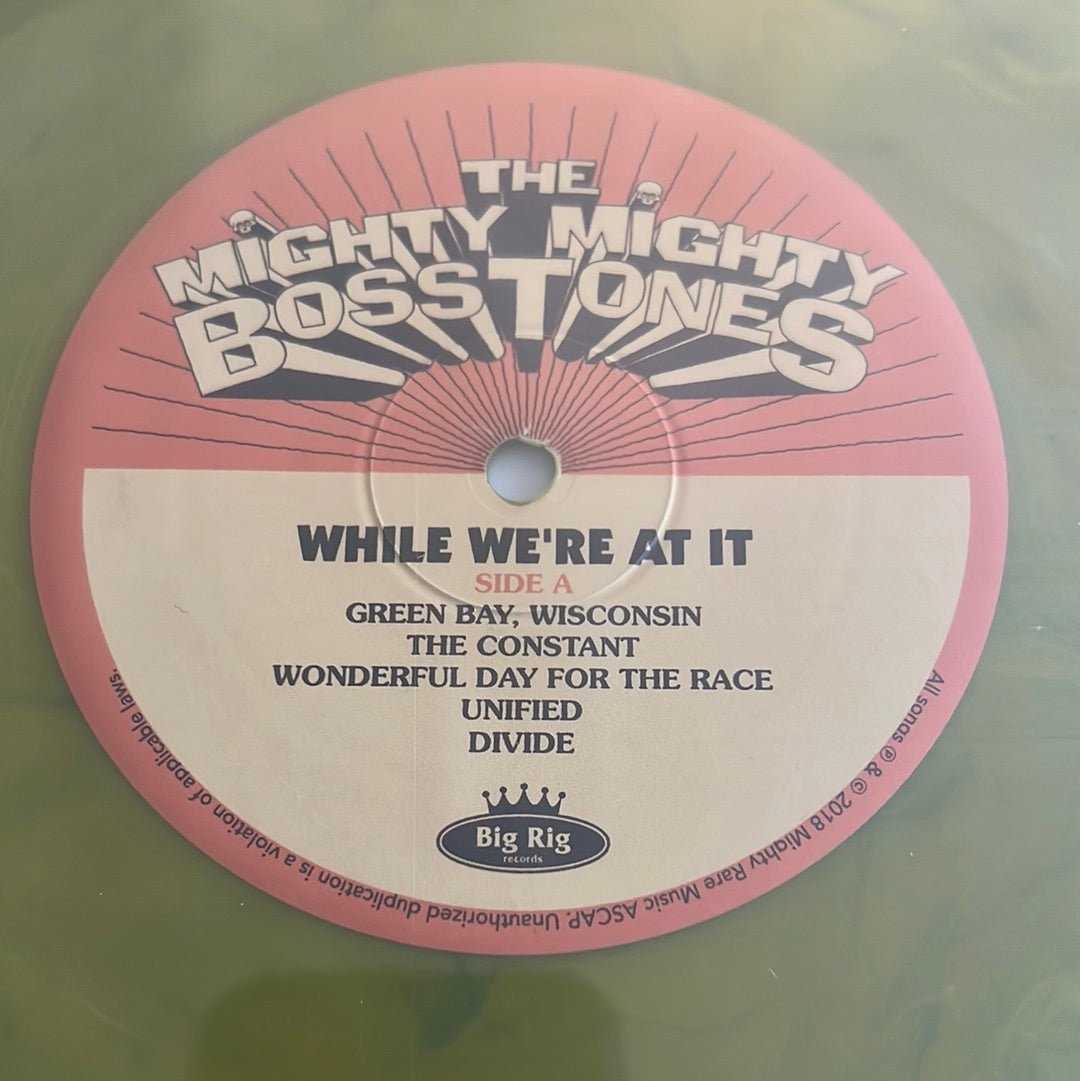 THE
MIGHTY MIGHTY
BOSSTONES
WHILE WE'RE AT IT
SIDE A
GREEN BAY, WISCONSIN
THE CONSTANT
WONDERFUL DAY FOR THE RACE
UNIFIED
DIVIDE
Big Rig
records
All songs ℗ & © 2018 Mighty Rare Music ASCAP. Unauthorized duplication is a violation of applicable laws.